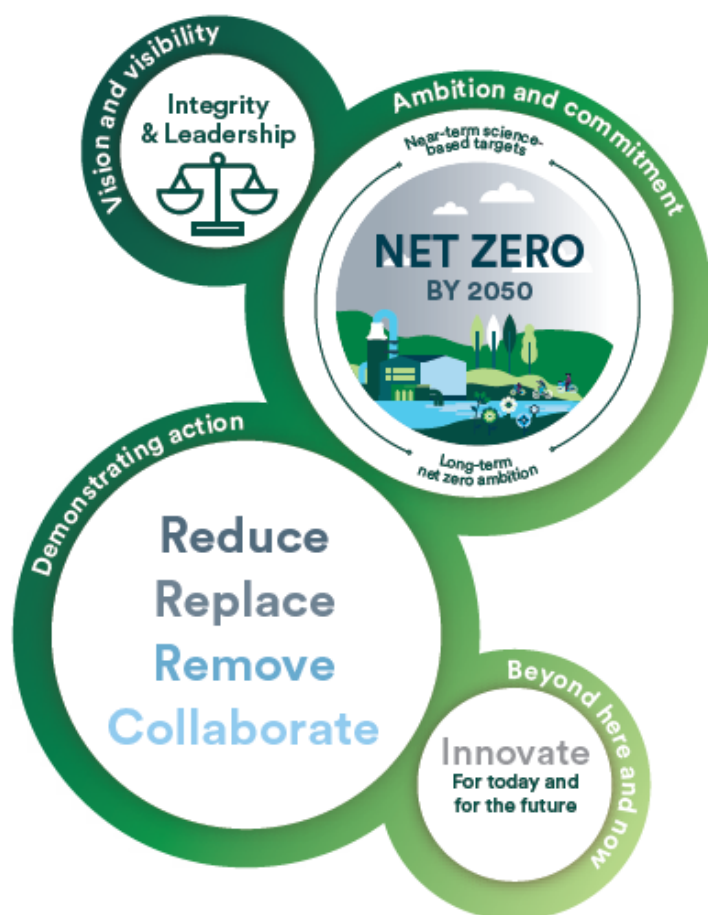 Vision and visibility
Integrity
& Leadership
Ambition and commitment
Near-term science-
based targets
NET ZERO
BY 2050
Long-term
net zero ambition
Demonstrating action
Reduce
Replace
Remove
Collaborate
Beyond here and now
Innovate
For today and
for the future